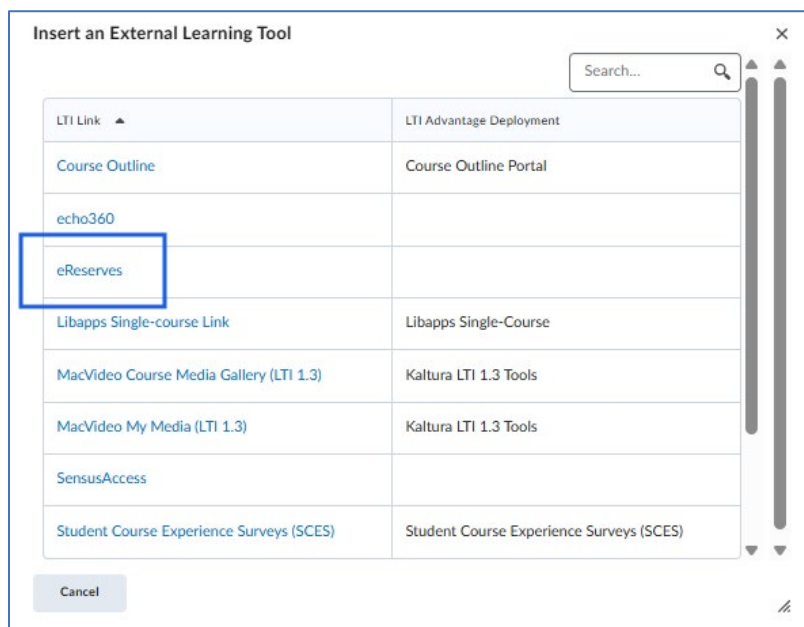 Insert an External Learning Tool
Search...
LTI Link LTI Advantage Deployment
Course Outline Course Outline Portal
echo360
eReserves
Libapps Single-course Link Libapps Single-Course
MacVideo Course Media Gallery (LTI 1.3) Kaltura LTI 1.3 Tools
MacVideo My Media (LTI 1.3) Kaltura LTI 1.3 Tools
SensusAccess
Student Course Experience Surveys (SCES) Student Course Experience Surveys (SCES)
Cancel